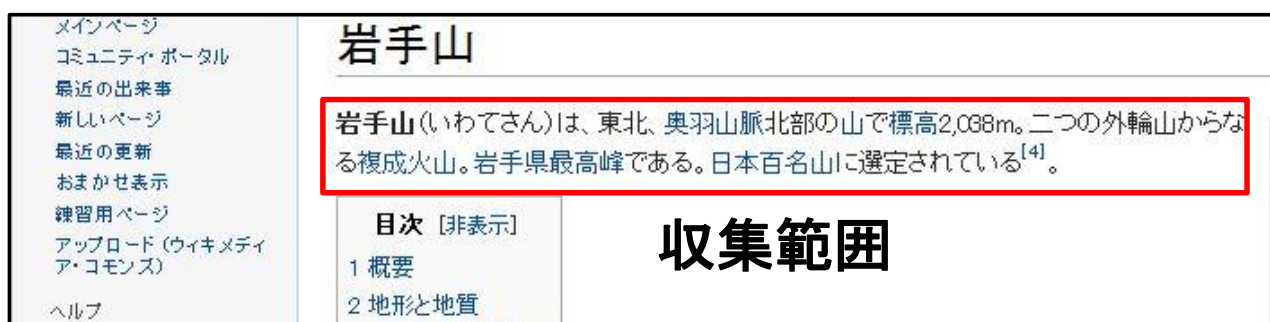 メインページ
コミュニティ・ポータル
最近の出来事
新しいページ
最近の更新
おまかせ表示
練習用ページ
アップロード (ウィキメディ
ア・コモンズ)
ヘルプ
岩手山
岩手山(いわてさん)は、東北、奥羽山脈北部の山で標高2,038m。二つの外輪山からな
る複成火山。岩手県最高峰である。日本百名山に選定されている[4]。
目次 [非表示]
1 概要
2 地形と地質
収集範囲